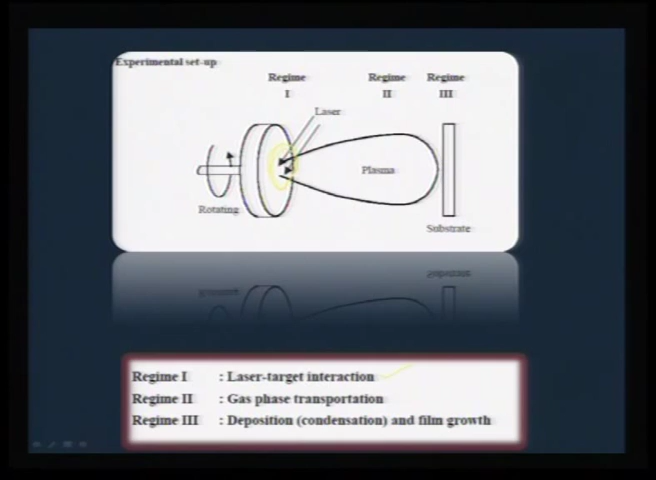 Experimental set-up
Regime Regime Regime
I II III
Laser
Plasma
Rotating
Substrate
Regime I : Laser-target interaction
Regime II : Gas phase transportation
Regime III : Deposition (condensation) and film growth